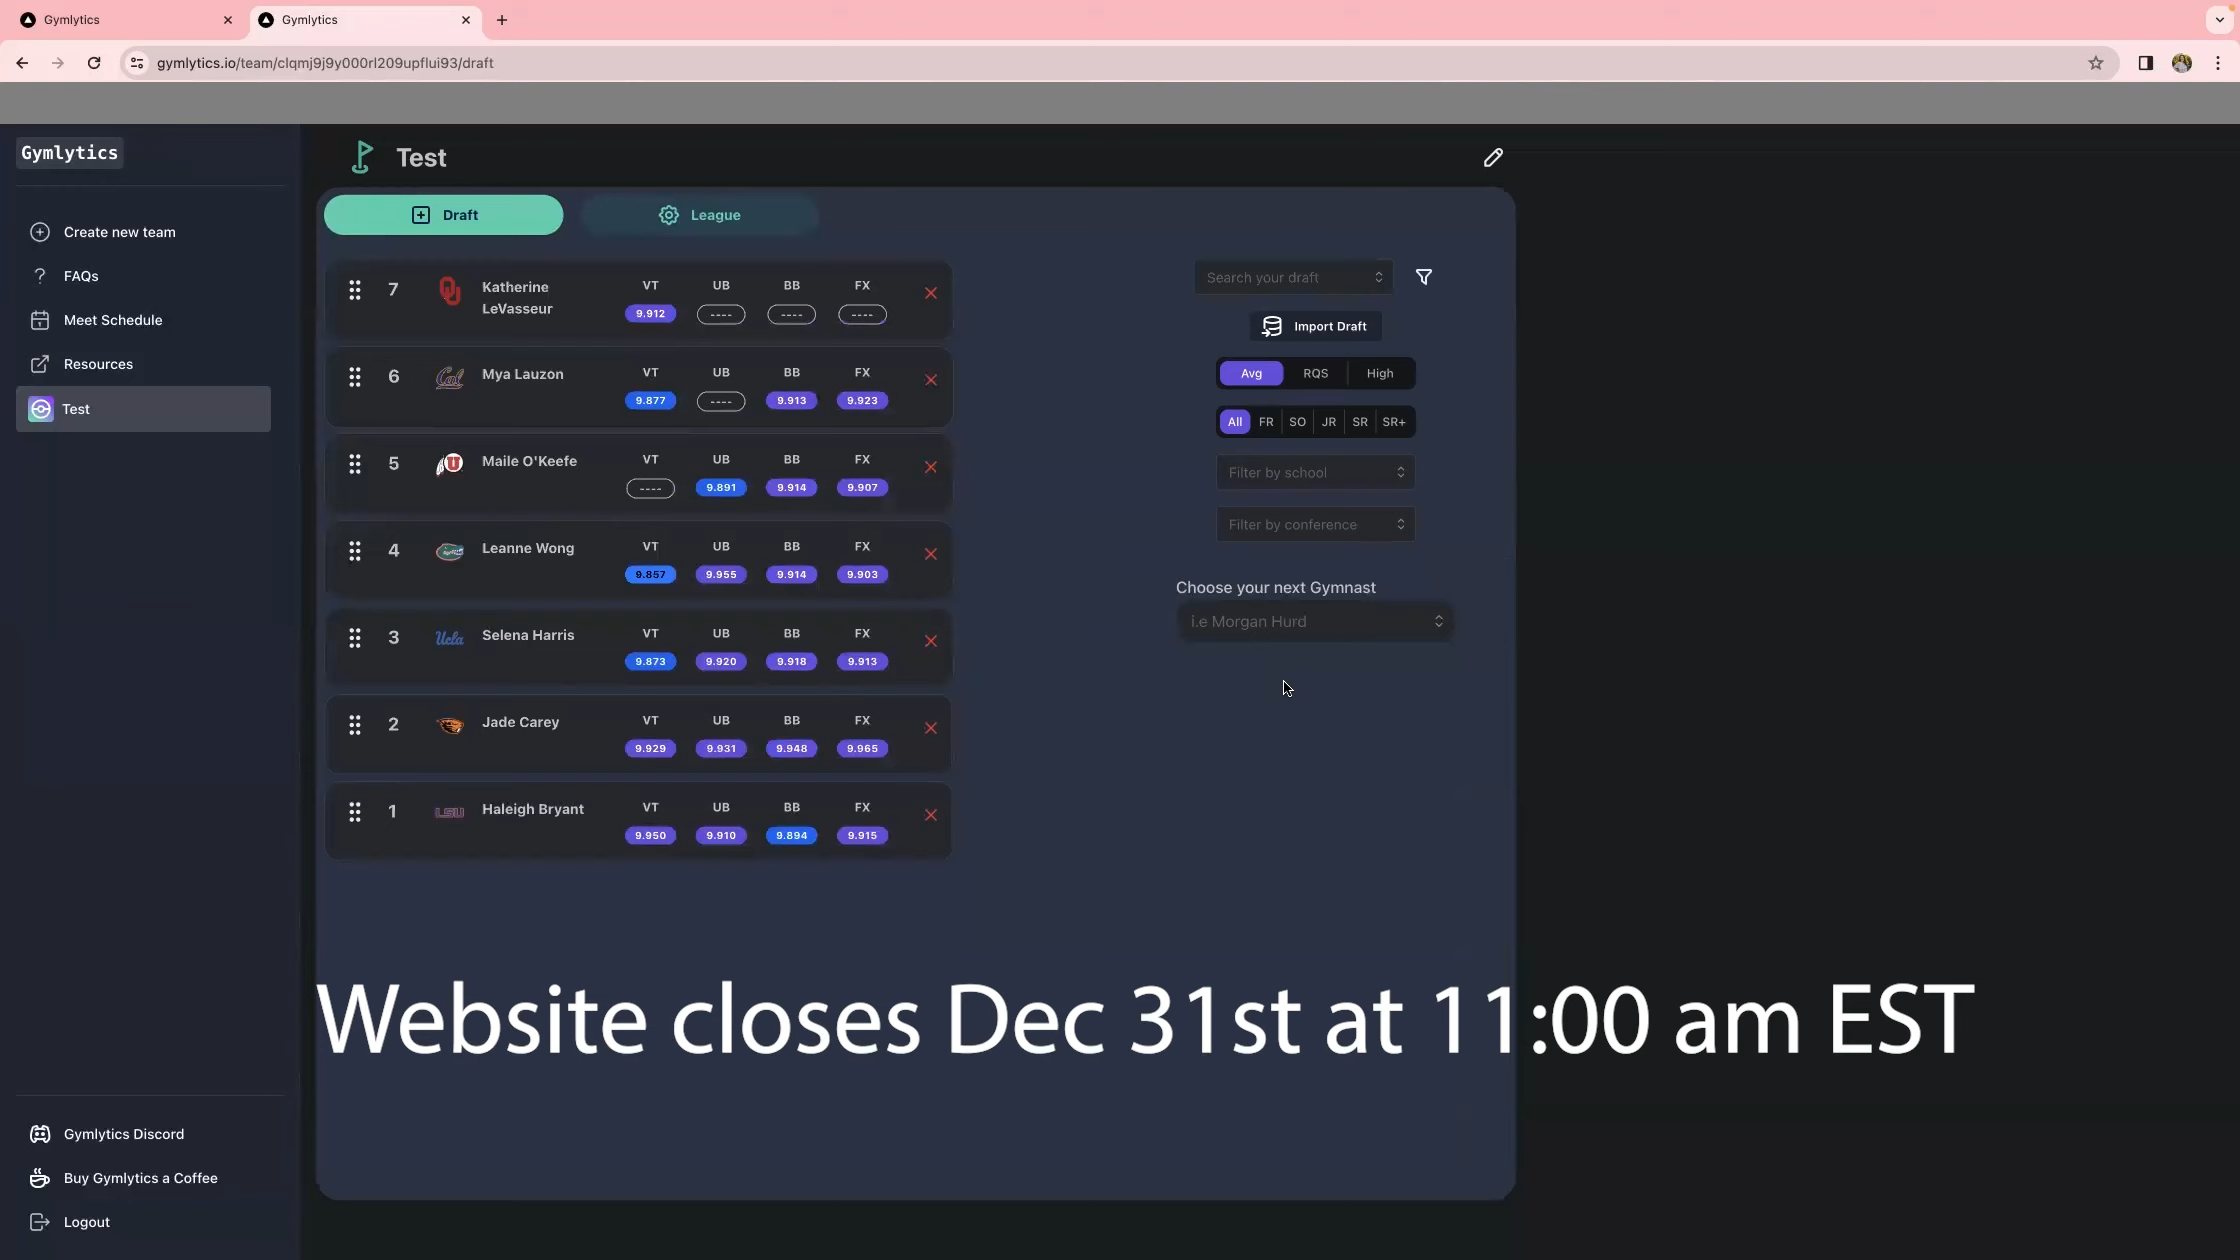 Gymlytics
Gymlytics
gymlytics.io/team/clqmj9j9y000rl209upflui93/draft
Gymlytics
Create new team
FAQs
Meet Schedule
Resources
Test
Gymlytics Discord
Buy Gymlytics a Coffee
Logout
Test
Draft
League
7 Katherine LeVasseur VT UB BB FX
9.912 ---- ---- ----
6 Mya Lauzon VT UB BB FX
9.877 ---- 9.913 9.923
5 Maile O'Keefe VT UB BB FX
---- 9.891 9.914 9.907
4 Leanne Wong VT UB BB FX
9.857 9.955 9.914 9.903
3 Ucla Selena Harris VT UB BB FX
9.873 9.920 9.918 9.913
2 Jade Carey VT UB BB FX
9.929 9.931 9.948 9.965
1 LSU Haleigh Bryant VT UB BB FX
9.950 9.910 9.894 9.915
Search your draft
Import Draft
Avg RQS High
All FR SO JR SR SR+
Filter by school
Filter by conference
Choose your next Gymnast
i.e Morgan Hurd
Website closes Dec 31st at 11:00 am EST